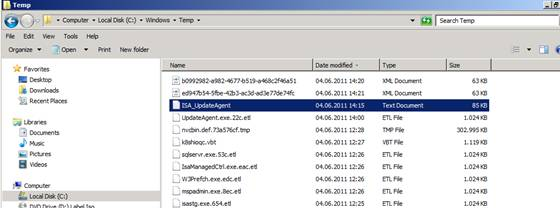 Temp
Computer ▸ Local Disk (C:) ▸ Windows ▸ Temp ▸
Search Temp
File Edit View Tools Help
Organize Open Print New folder
Favorites
Desktop
Downloads
Libraries
Documents
Music
Pictures
Videos
Computer
Local Disk (C:)
DVD Drive (D:) Label Iso
Name Date modified Type Size
b0992982-a982-4677-b519-a468c2f46a51 04.06.2011 14:20 XML Document 63 KB
ed947b54-5fbe-42b3-ac3d-ad3e77de74fc 04.06.2011 14:20 XML Document 63 KB
ISA_UpdateAgent 04.06.2011 14:15 Text Document 85 KB
UpdateAgent.exe.22c.etl 04.06.2011 14:00 ETL File 1.024 KB
nvcbin.def.73a576cf.tmp 04.06.2011 12:28 TMP File 302.995 KB
k8shioqc.vbt 04.06.2011 12:27 VBT File 1.119 KB
sqlservr.exe.53c.etl 04.06.2011 12:26 ETL File 1.024 KB
IsaManagedCtrl.exe.eac.etl 04.06.2011 12:26 ETL File 1.024 KB
W3Prefch.exe.edc.etl 04.06.2011 12:26 ETL File 1.024 KB
mspadmin.exe.8ec.etl 04.06.2011 12:26 ETL File 1.024 KB
isastg.exe.654.etl 04.06.2011 12:25 ETL File 1.024 KB